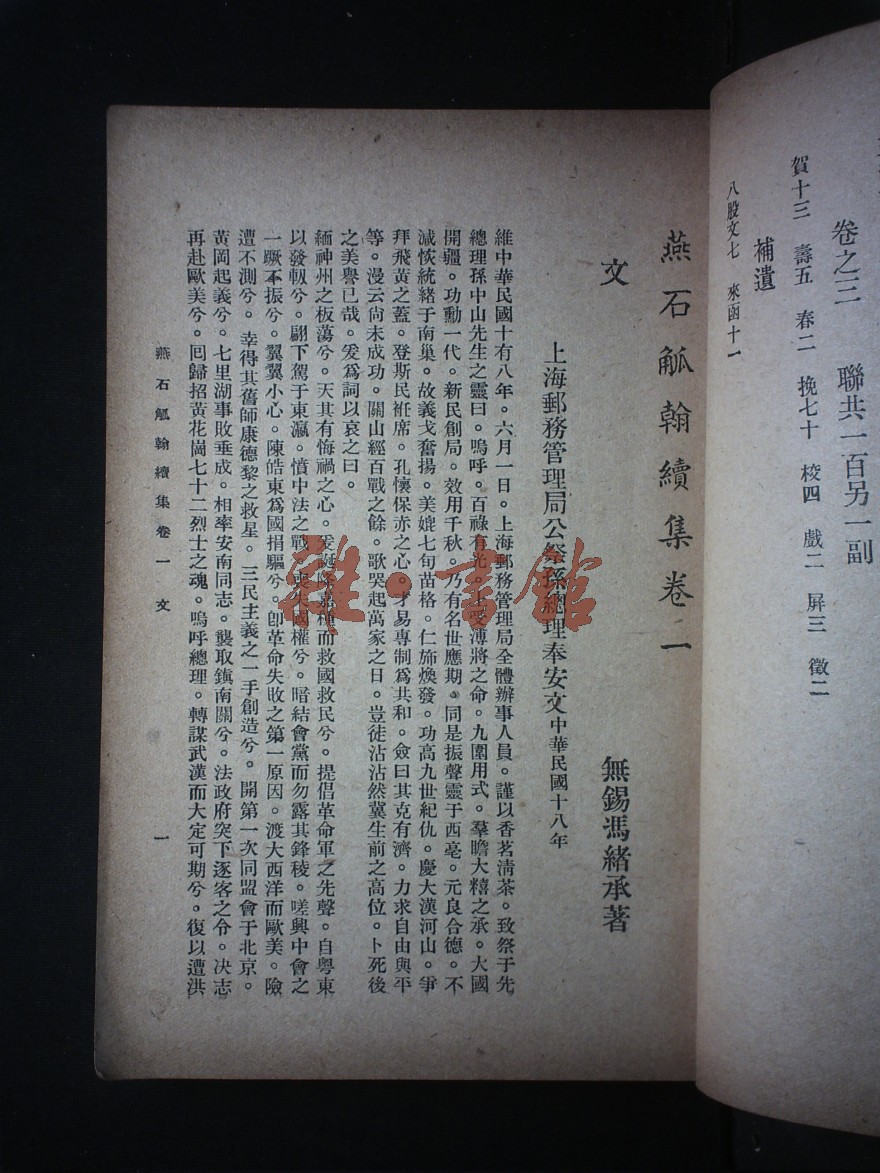 卷之三　聯共一百另一副
賀十三　壽五　春二　挽七十　校四　戲二　屏三　徵二
補遺
八股文七　來函十一
燕石觚翰續集卷一
無錫馮緒承著
文
上海郵務管理局公祭孫總理奉安文中華民國十八年
維中華民國十有八年。六月一日。上海郵務管理局全體辦事人員。謹以香茗淸茶。致祭于先
總理孫中山先生之靈曰。嗚呼。百祿有光。上受溥將之命。九圍用式。羣瞻大糦之承。大國
開疆。功勳一代。新民創局。效用千秋。乃有名世應期。同是振聲靈于西亳。元良合德。不
減恢統緒于南巢。故義戈奮揚。美媲七旬苗格。仁斾煥發。功高九世紀仇。慶大漢河山。爭
拜飛黃之蓋。登斯民袵席。孔懷保赤之心。才易專制爲共和。僉曰其克有濟。力求自由與平
等。漫云尙未成功。關山經百戰之餘。歌哭起萬家之日。豈徒沾沾然冀生前之高位。卜死後
之美譽已哉。爰爲詞以哀之曰。
緬神州之板蕩兮。天其有悔禍之心。爰誕降嘉種而救國救民兮。提倡革命軍之先聲。自粵東
以發軔兮。翩下駕于東瀛。憤中法之戰。喪失國權兮。暗結會黨而勿露其鋒稜。嗟興中會之
一蹶不振兮。翼翼小心。陳皓東爲國捐驅兮。卽革命失敗之第一原因。渡大西洋而歐美。險
遭不測兮。幸得其舊師康德黎之救星。三民主義之一手創造兮。開第一次同盟會于北京。
黃岡起義兮。七里湖事敗垂成。相率安南同志。襲取鎮南關兮。法政府突下逐客之令。決志
再赴歐美兮。囘歸招黃花崗七十二烈士之魂。嗚呼總理。轉謀武漢而大定可期兮。復以遭洪
燕石觚翰續集卷一　文　一
雜·書館